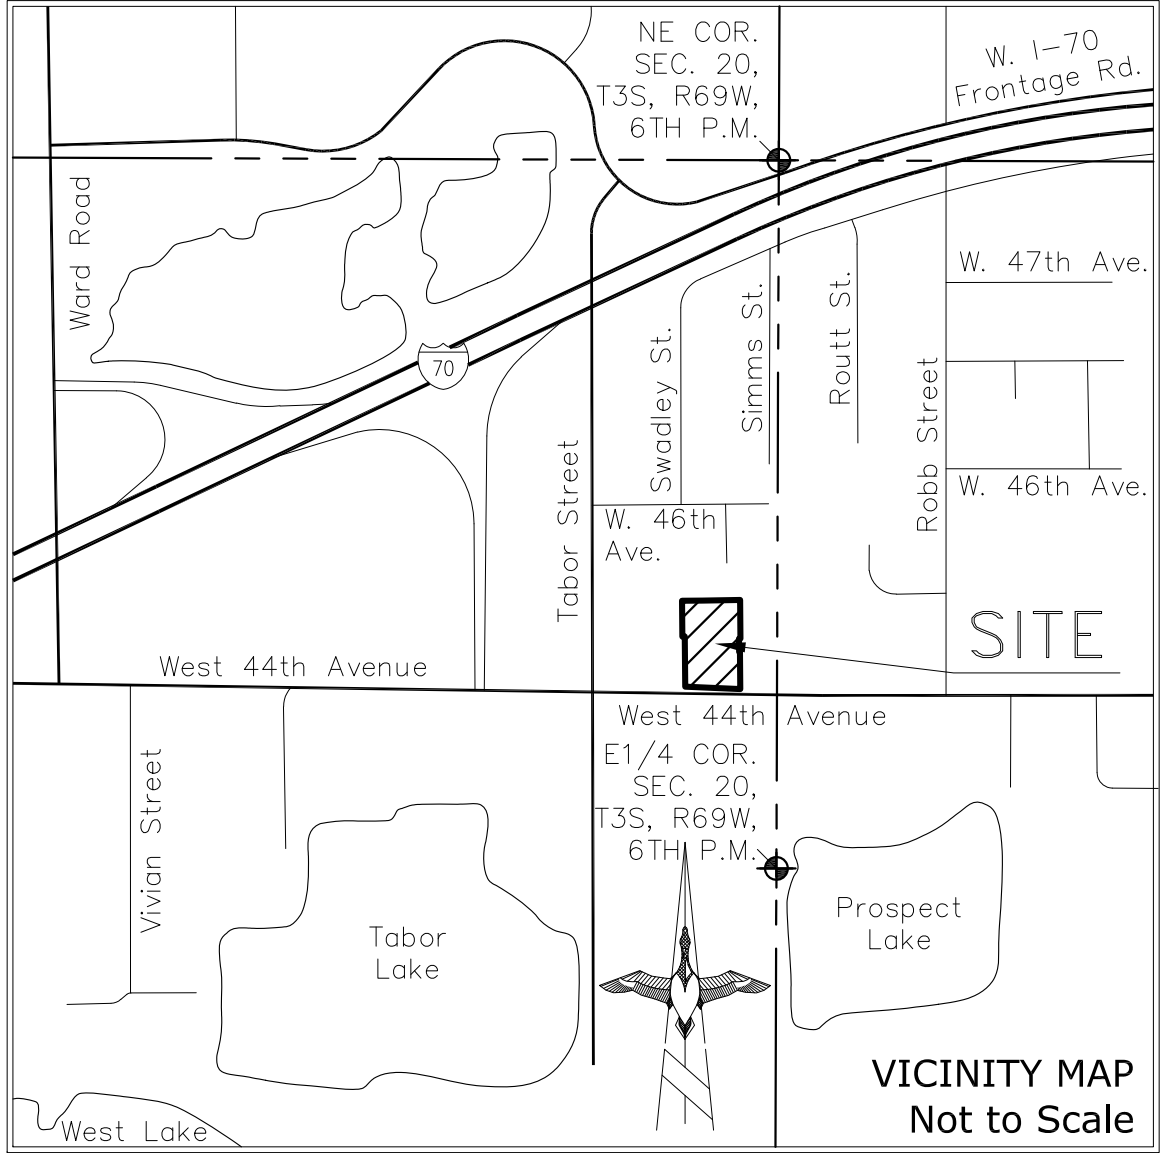 NE COR.
SEC. 20,
T3S, R69W,
6TH P.M.
W. I-70
Frontage Rd.
Ward Road
70
W. 47th Ave.
Swadley St.
Simms St.
Routt St.
Robb Street
Tabor Street
W. 46th Ave.
W. 46th
Ave.
SITE
West 44th Avenue
West 44th Avenue
E1/4 COR.
SEC. 20,
T3S, R69W,
6TH P.M.
Vivian Street
Tabor
Lake
Prospect
Lake
West Lake
VICINITY MAP
Not to Scale